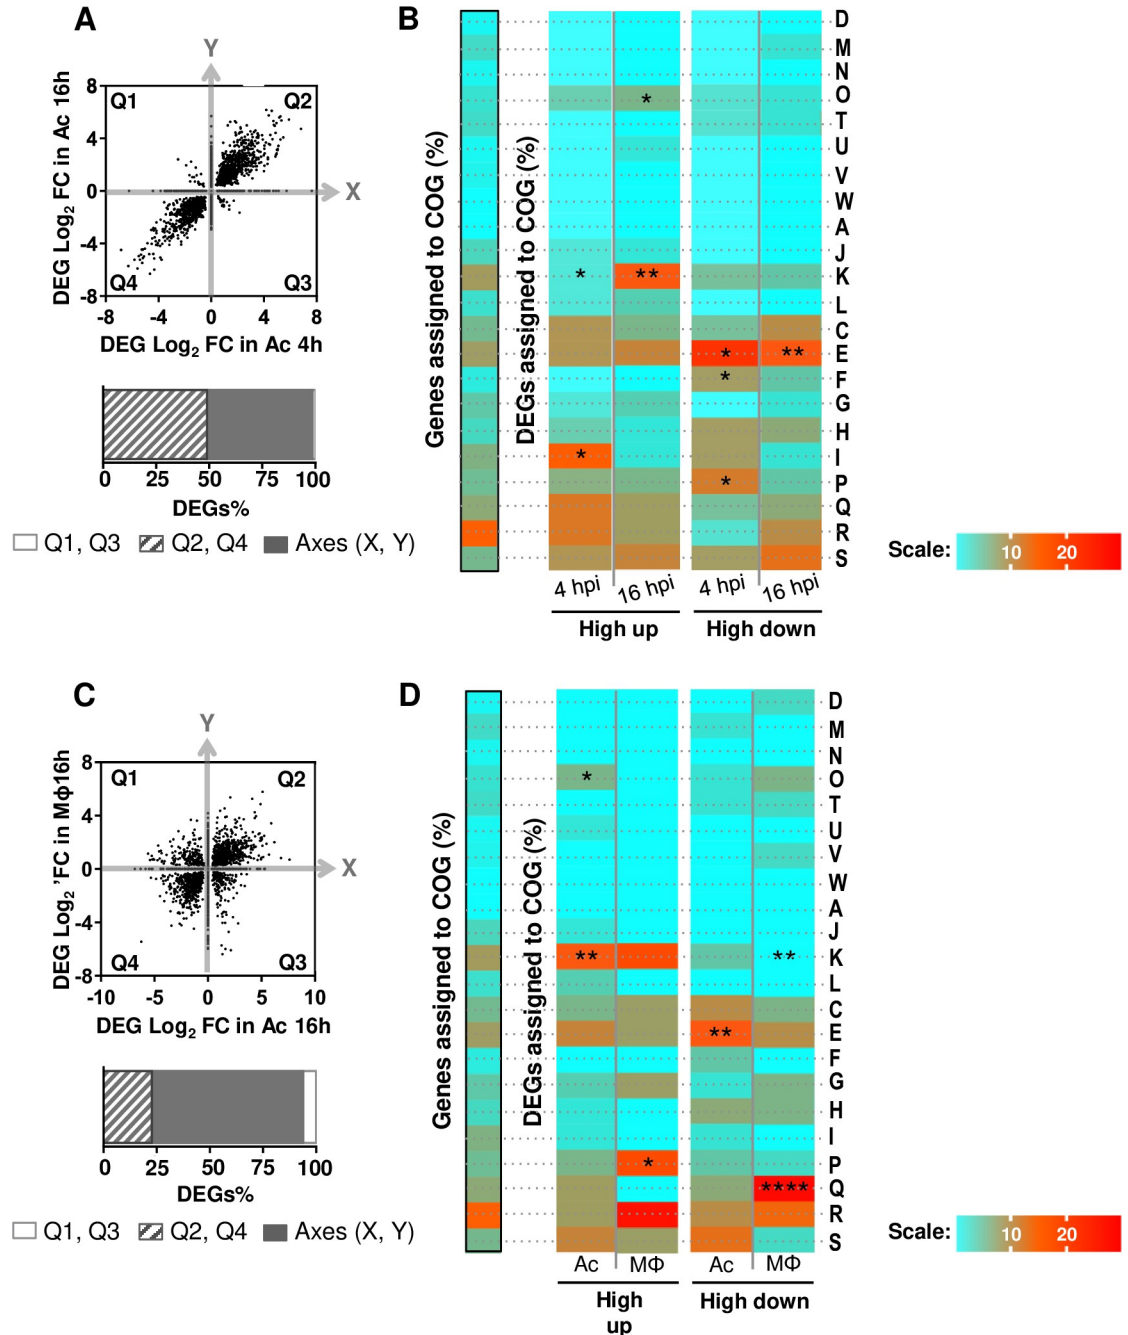 A
Y
8
Q1
Q2
4
0
X
-4
Q4
Q3
-8
-8 -4 0 4 8
DEG Log2 FC in Ac 16h
DEG Log2 FC in Ac 4h
0 25 50 75 100
DEGs%
Q1, Q3 Q2, Q4 Axes (X, Y)
B
Genes assigned to COG (%)
DEGs assigned to COG (%)
D
M
N
* O
T
U
V
W
A
J
* ** K
L
C
* ** E
* F
G
H
* I
* P
Q
R
S
4 hpi 16 hpi 4 hpi 16 hpi
High up High down
Scale: 10 20
C
Y
8
Q1 Q2
4
0
X
-4
Q4 Q3
-8
-10 -5 0 5 10
DEG Log2 'FC in Mϕ16h
DEG Log2 FC in Ac 16h
0 25 50 75 100
DEGs%
Q1, Q3 Q2, Q4 Axes (X, Y)
D
Genes assigned to COG (%)
DEGs assigned to COG (%)
D
M
N
* O
T
U
V
W
A
J
** ** K
L
C
** E
F
G
H
I
* P
**** Q
R
S
Ac MΦ Ac MΦ
High
up
High down
Scale: 10 20